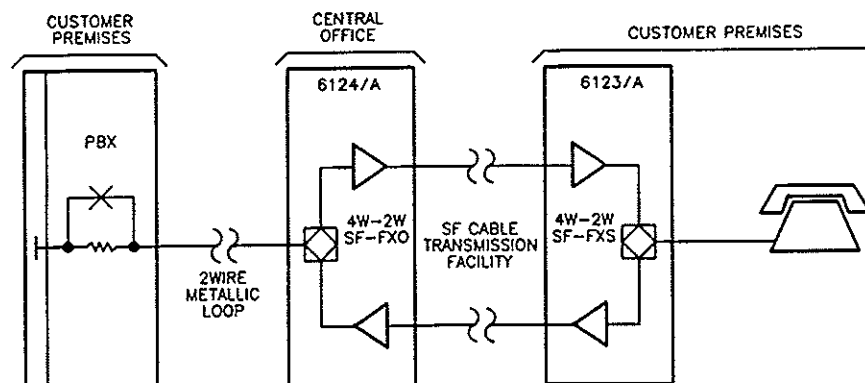 CUSTOMER
PREMISES
CENTRAL
OFFICE
CUSTOMER PREMISES
6124/A
6123/A
PBX
4W-2W
SF-FXO
SF CABLE
TRANSMISSION
FACILITY
4W-2W
SF-FXS
2WIRE
METALLIC
LOOP